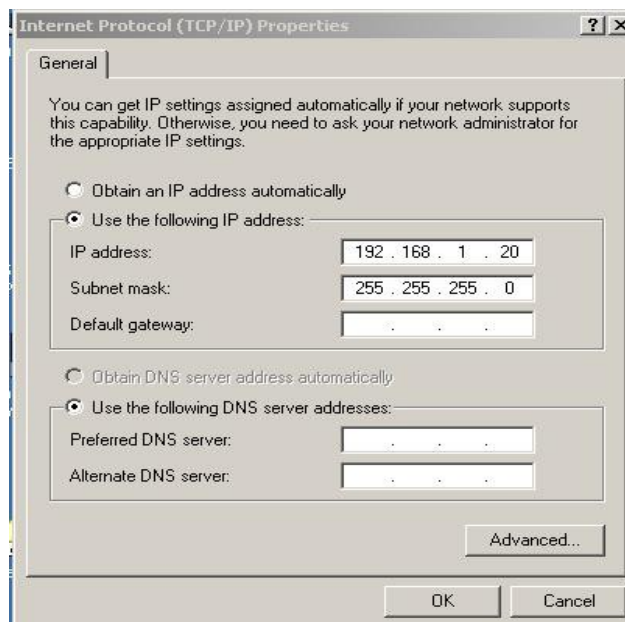 Internet Protocol (TCP/IP) Properties
General
You can get IP settings assigned automatically if your network supports
this capability. Otherwise, you need to ask your network administrator for
the appropriate IP settings.
Obtain an IP address automatically
Use the following IP address:
IP address: 192 . 168 . 1 . 20
Subnet mask: 255 . 255 . 255 . 0
Default gateway: . . .
Obtain DNS server address automatically
Use the following DNS server addresses:
Preferred DNS server: . . .
Alternate DNS server: . . .
Advanced...
OK Cancel